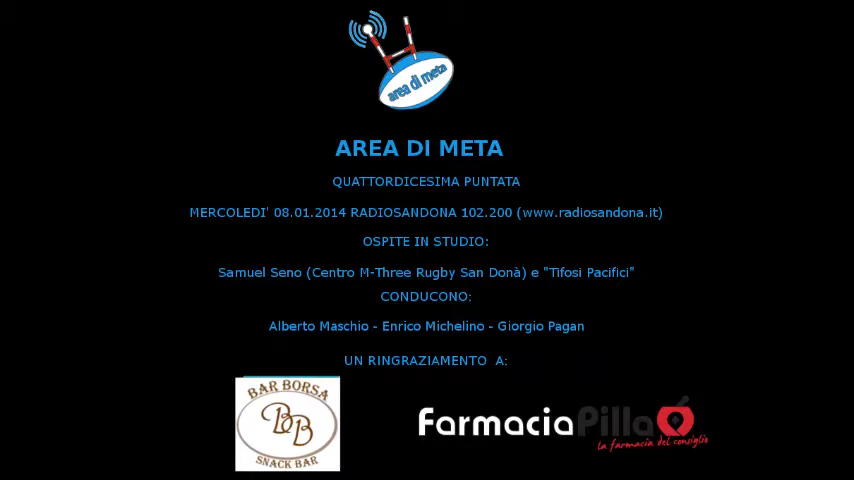 area di meta
AREA DI META
QUATTORDICESIMA PUNTATA
MERCOLEDI' 08.01.2014 RADIOSANDONA 102.200 (www.radiosandona.it)
OSPITE IN STUDIO:
Samuel Seno (Centro M-Three Rugby San Donà) e "Tifosi Pacifici"
CONDUCONO:
Alberto Maschio - Enrico Michelino - Giorgio Pagan
UN RINGRAZIAMENTO A:
BAR BORSA
BB
SNACK BAR
FarmaciaPilla
la farmacia del consiglio